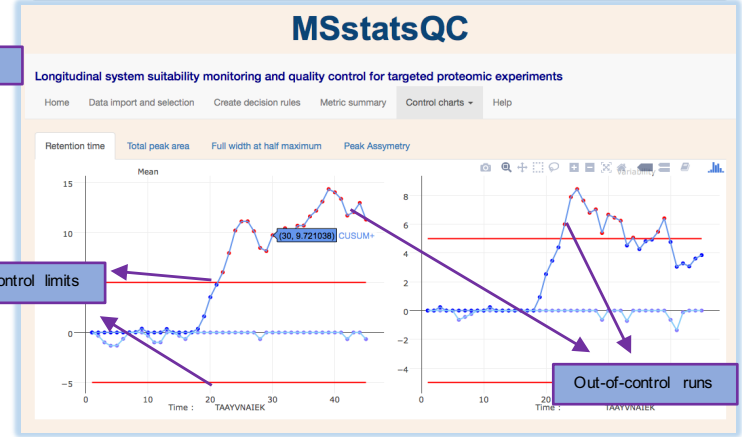 MSstatsQC
Longitudinal system suitability monitoring and quality control for targeted proteomic experiments
Home Data import and selection Create decision rules Metric summary Control charts Help
Retention time Total peak area Full width at half maximum Peak Assymetry
Mean
Variability
15
10
5
0
−5
(30, 9.721038) CUSUM+
ontrol limits
8
6
4
2
0
−2
−4
Out-of-control runs
0 10 20 30 40
Time : TAAYVNAIEK
0 10 20
Time : TAAYVNAIEK